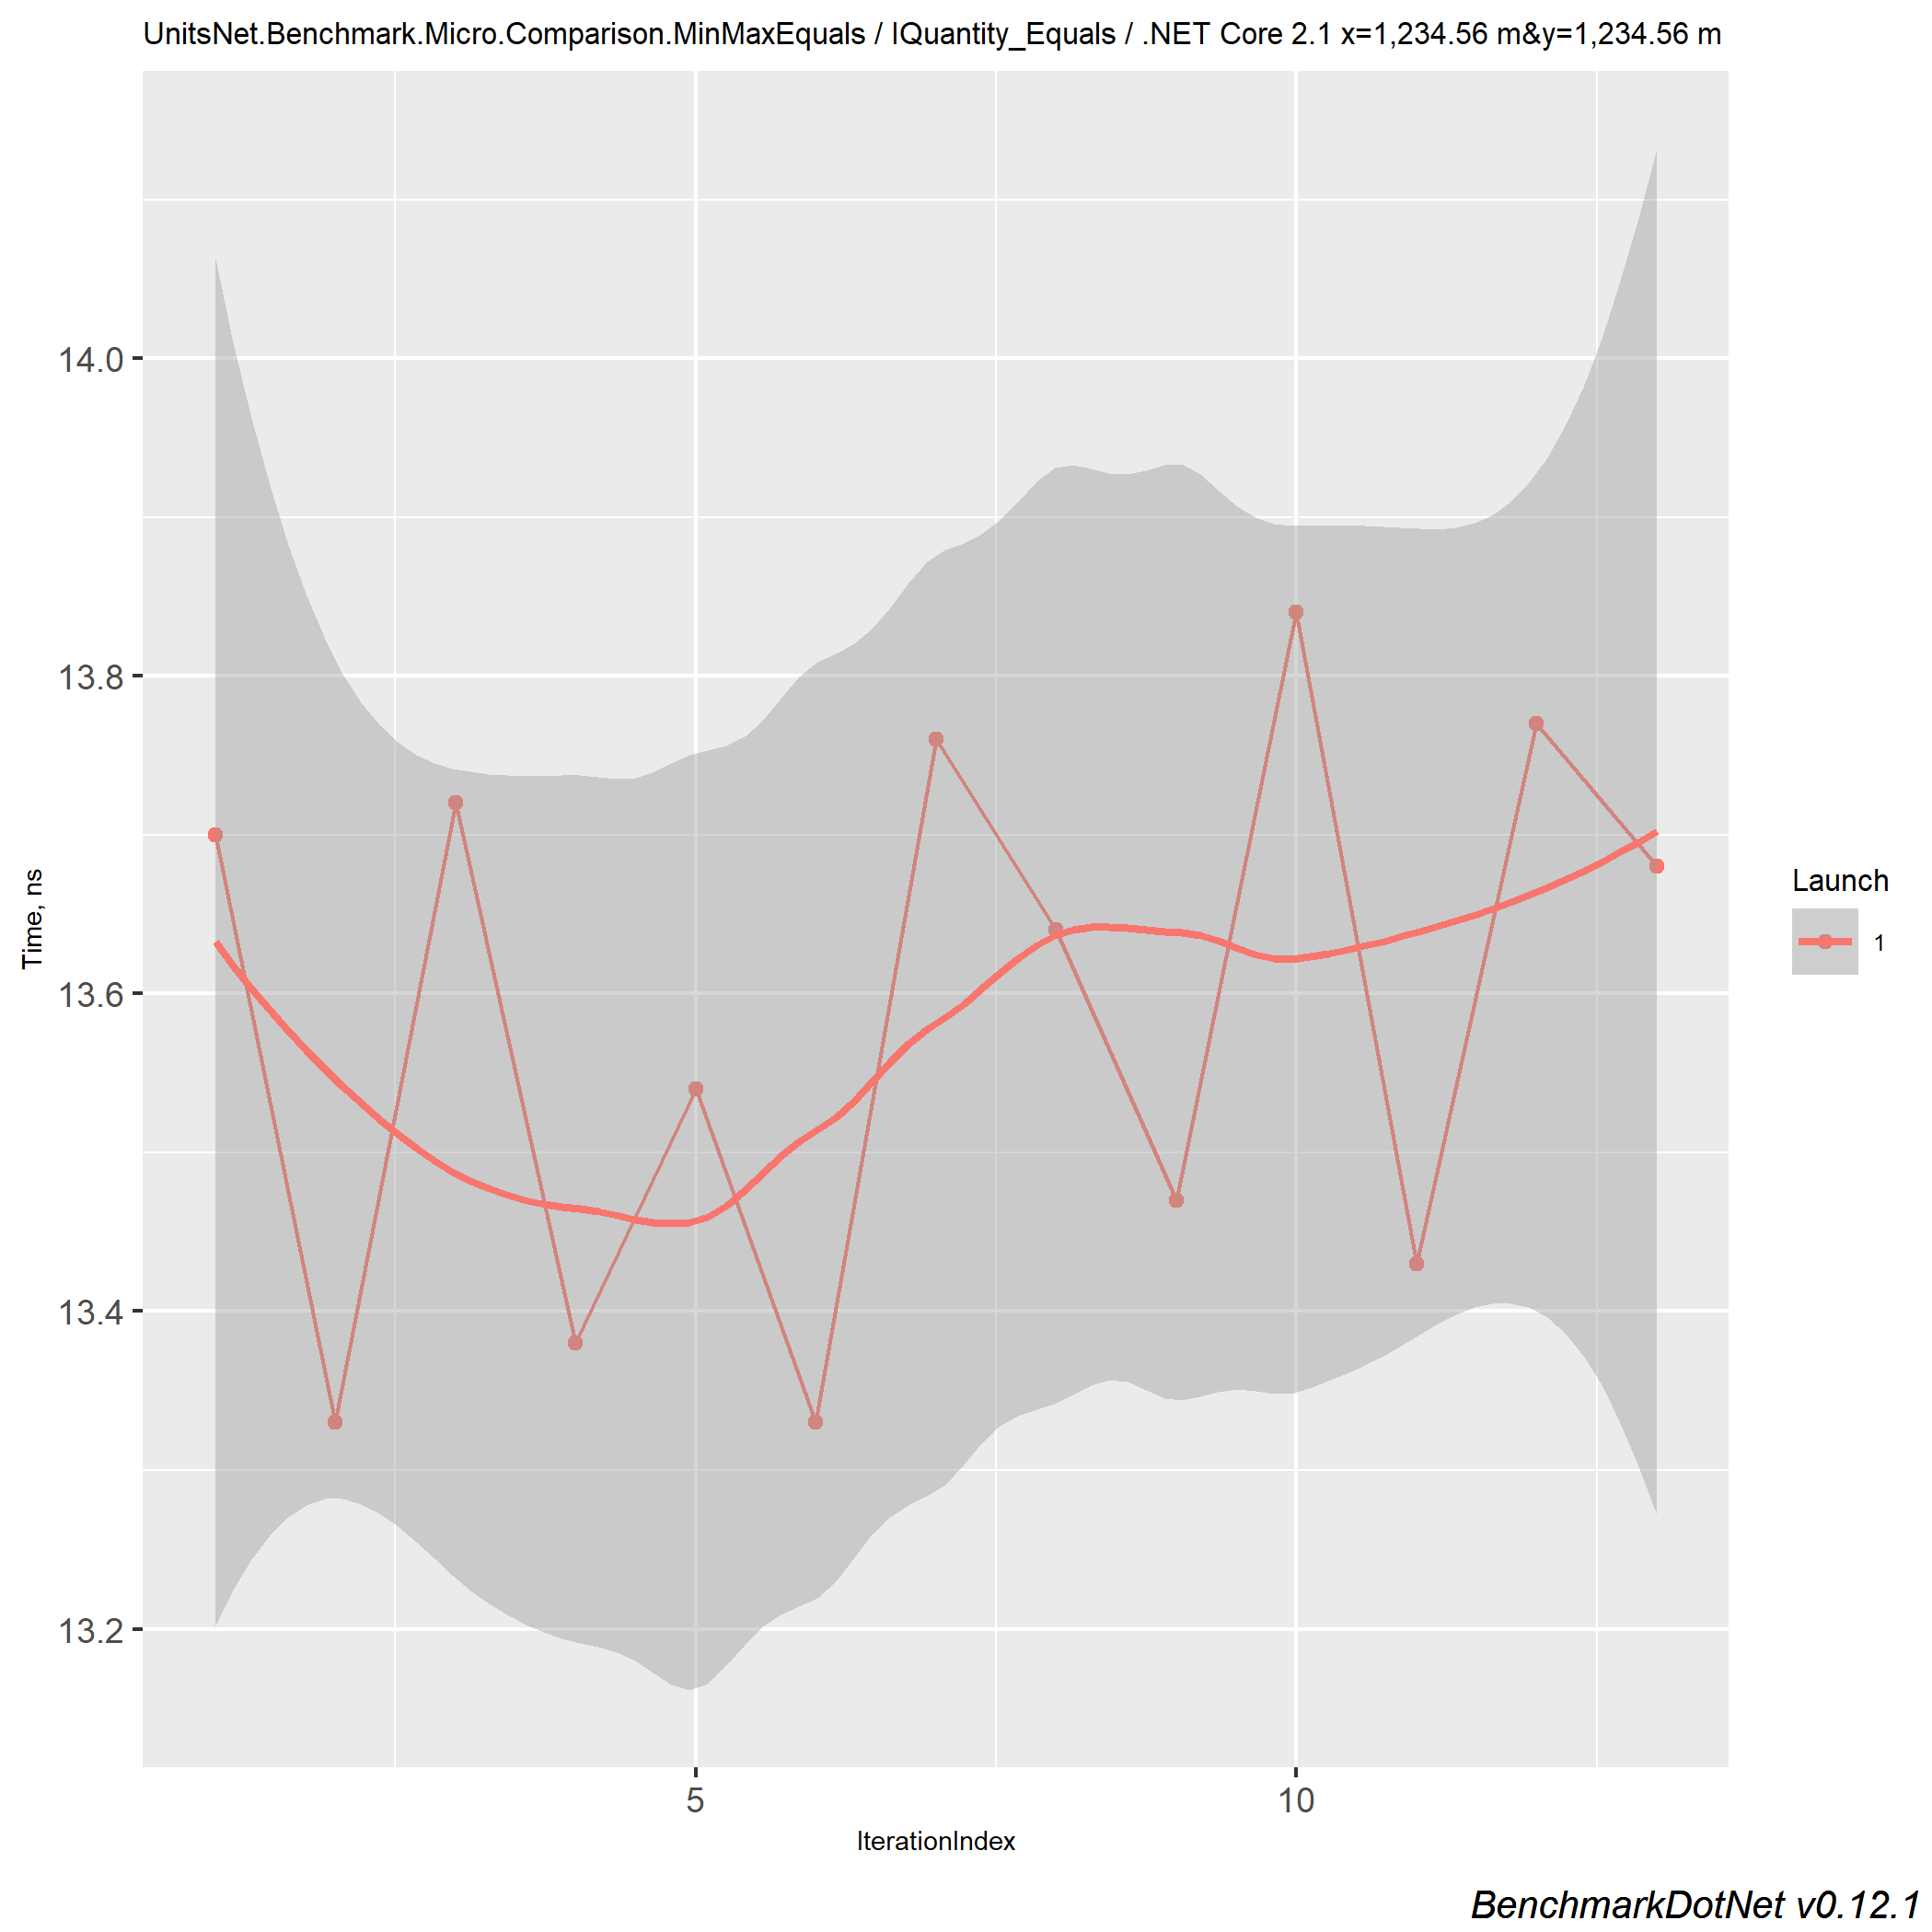 UnitsNet.Benchmark.Micro.Comparison.MinMaxEquals / IQuantity_Equals / .NET Core 2.1 x=1,234.56 m&y=1,234.56 m
14.0
13.8
13.6
13.4
13.2
Time, ns
5
10
IterationIndex
Launch
1
BenchmarkDotNet v0.12.1